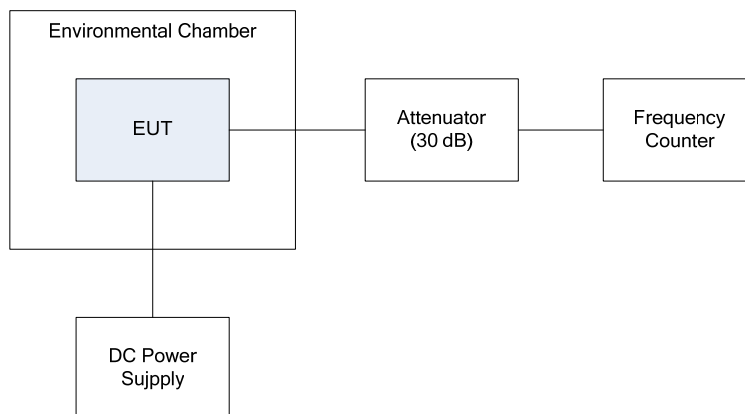 Environmental Chamber
EUT
Attenuator
(30 dB)
Frequency
Counter
DC Power
Sujpply